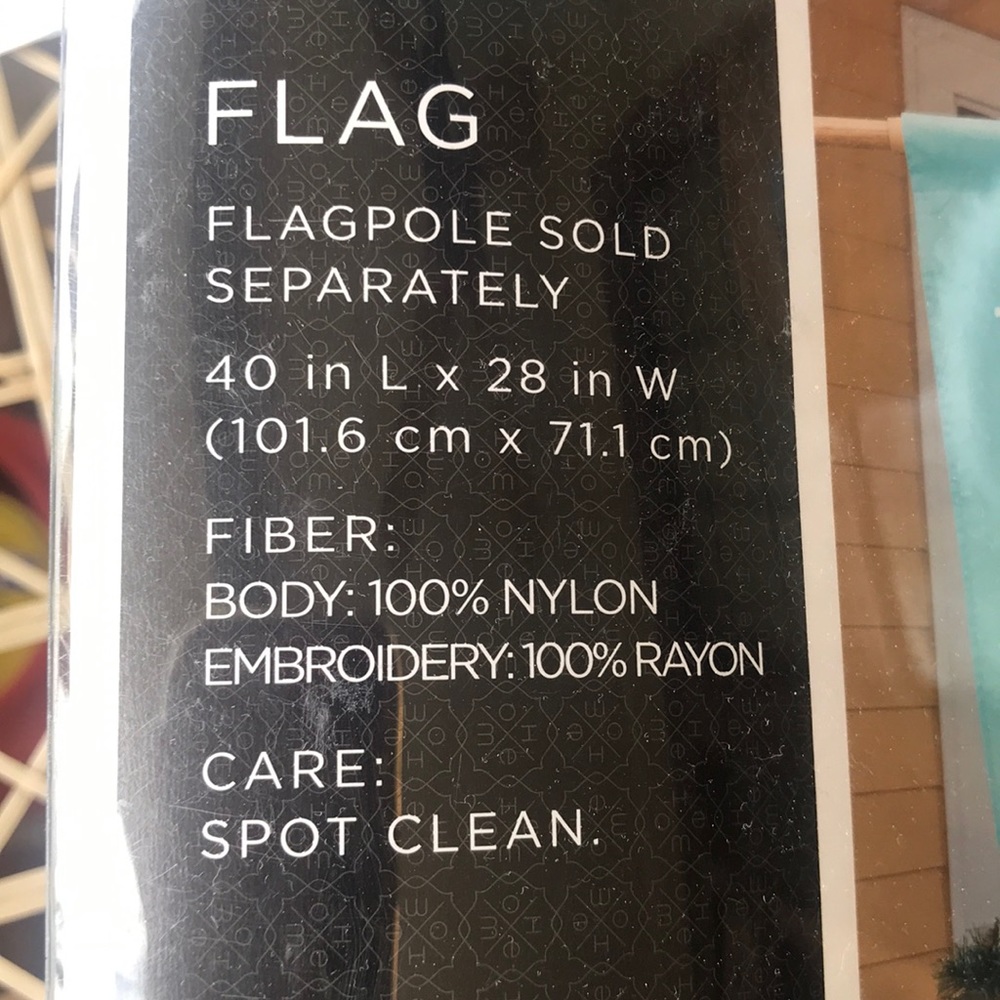 FLAG
FLAGPOLE SOLD
SEPARATELY
40 in L x 28 in W
(101.6 cm x 71.1 cm)
FIBER:
BODY: 100% NYLON
EMBROIDERY: 100% RAYON
CARE:
SPOT CLEAN.